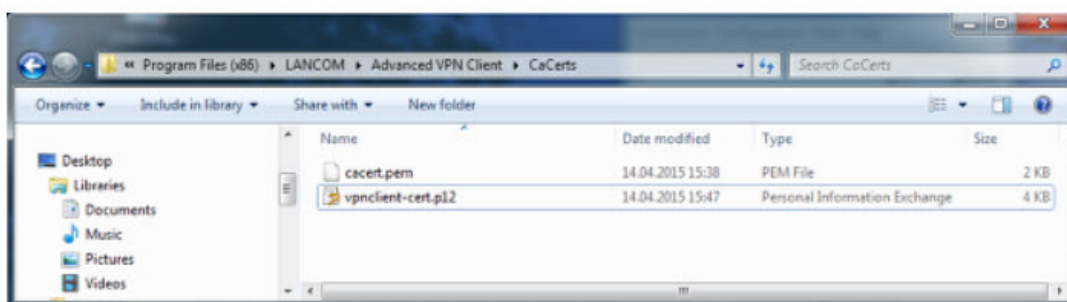 « Program Files (x86) ▸ LANCOM ▸ Advanced VPN Client ▸ CaCerts
Search CaCerts
Organize Include in library Share with New folder
Name Date modified Type Size
Desktop
Libraries
Documents
Music
Pictures
Videos
cacert.pem 14.04.2015 15:38 PEM File 2 KB
vpnclient-cert.p12 14.04.2015 15:47 Personal Information Exchange 4 KB